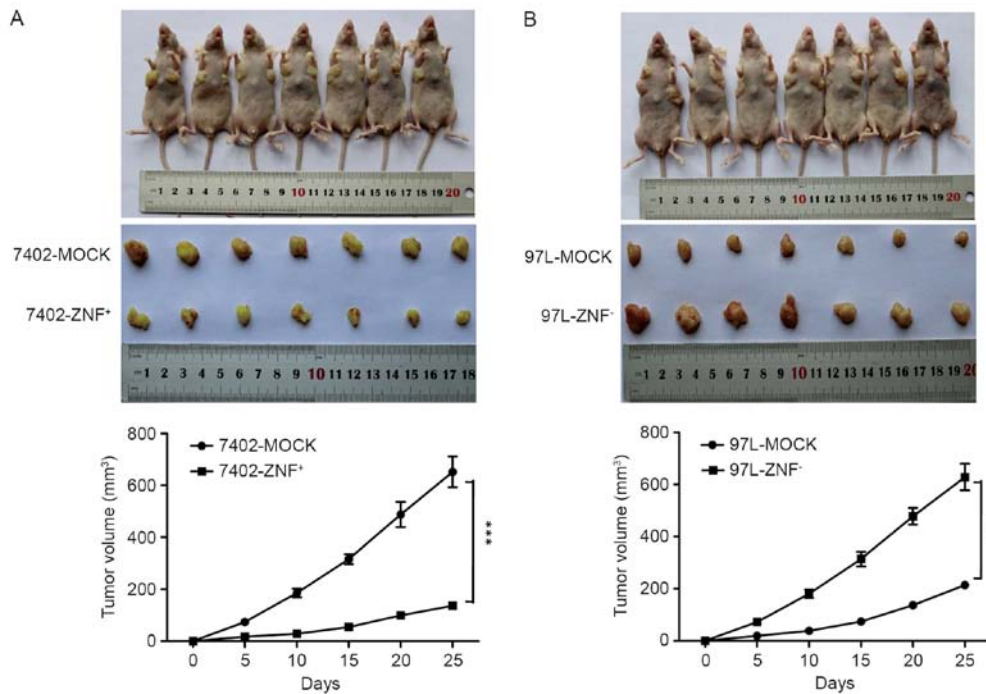 A
1 2 3 4 5 6 7 8 9 10 11 12 13 14 15 16 17 18 19 20
7402-MOCK
7402-ZNF⁺
cm 1 2 3 4 5 6 7 8 9 10 11 12 13 14 15 16 17 18
Tumor volume (mm³)
800
600
400
200
0
7402-MOCK
7402-ZNF⁺
***
0 5 10 15 20 25
Days
B
1 2 3 4 5 6 7 8 9 10 11 12 13 14 15 16 17 18 19 20
97L-MOCK
97L-ZNF⁻
1 2 3 4 5 6 7 8 9 10 11 12 13 14 15 16 17 18 19 20
Tumor volume (mm³)
800
600
400
200
0
97L-MOCK
97L-ZNF⁻
0 5 10 15 20 25
Days